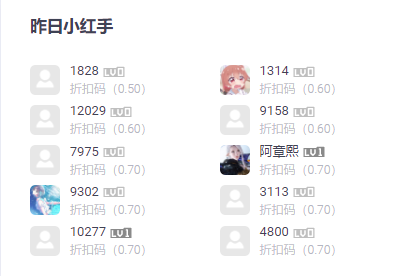 昨日小红手
1828 LV0
折扣码（0.50）
1314 LV0
折扣码（0.60）
12029 LV0
折扣码（0.60）
9158 LV0
折扣码（0.60）
7975 LV0
折扣码（0.70）
阿章熙 LV1
折扣码（0.70）
9302 LV0
折扣码（0.70）
3113 LV0
折扣码（0.70）
10277 LV1
折扣码（0.70）
4800 LV0
折扣码（0.70）